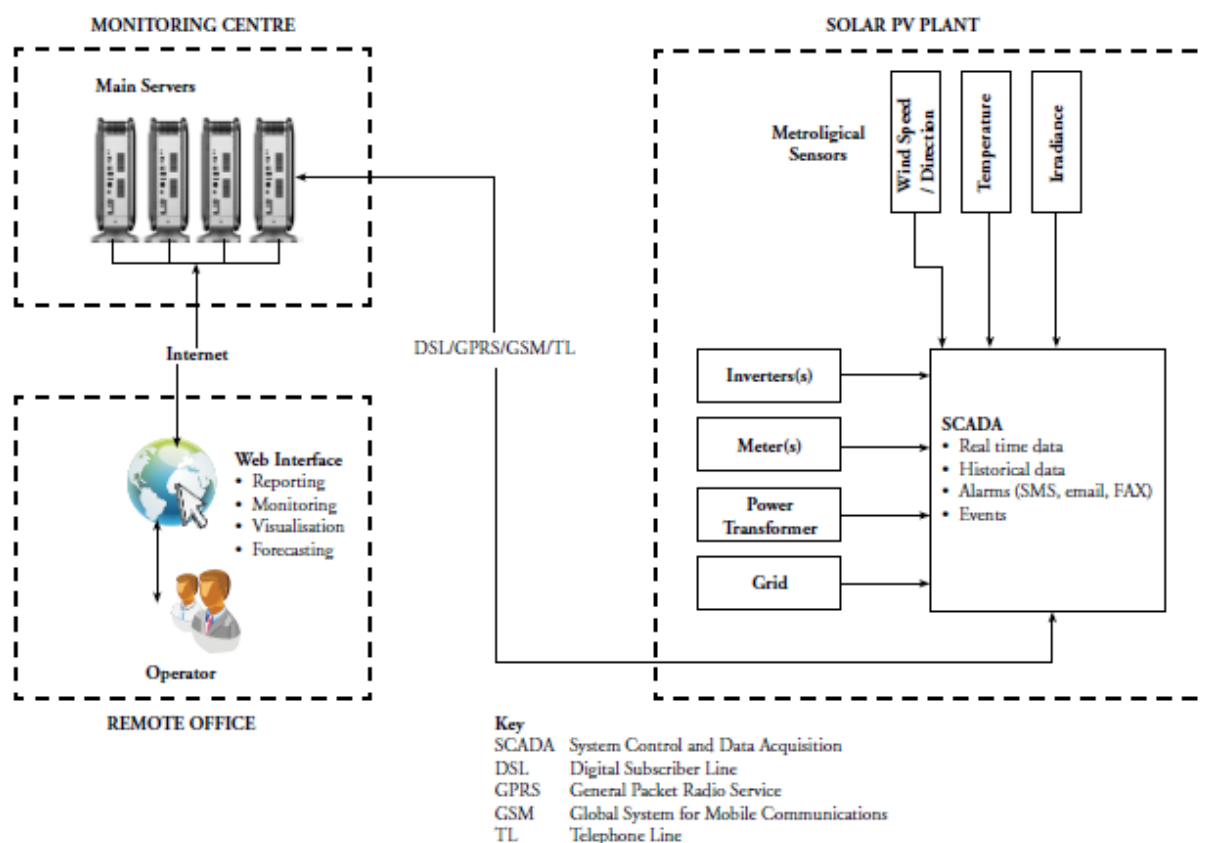 MONITORING CENTRE
Main Servers
Internet
Web Interface
• Reporting
• Monitoring
• Visualisation
• Forecasting
Operator
REMOTE OFFICE
DSL/GPRS/GSM/TL
SOLAR PV PLANT
Metroligical
Sensors
Wind Speed
/ Direction
Temperature
Irradiance
Inverters(s)
Meter(s)
Power
Transformer
Grid
SCADA
• Real time data
• Historical data
• Alarms (SMS, email, FAX)
• Events
Key
SCADA System Control and Data Acquisition
DSL Digital Subscriber Line
GPRS General Packet Radio Service
GSM Global System for Mobile Communications
TL Telephone Line